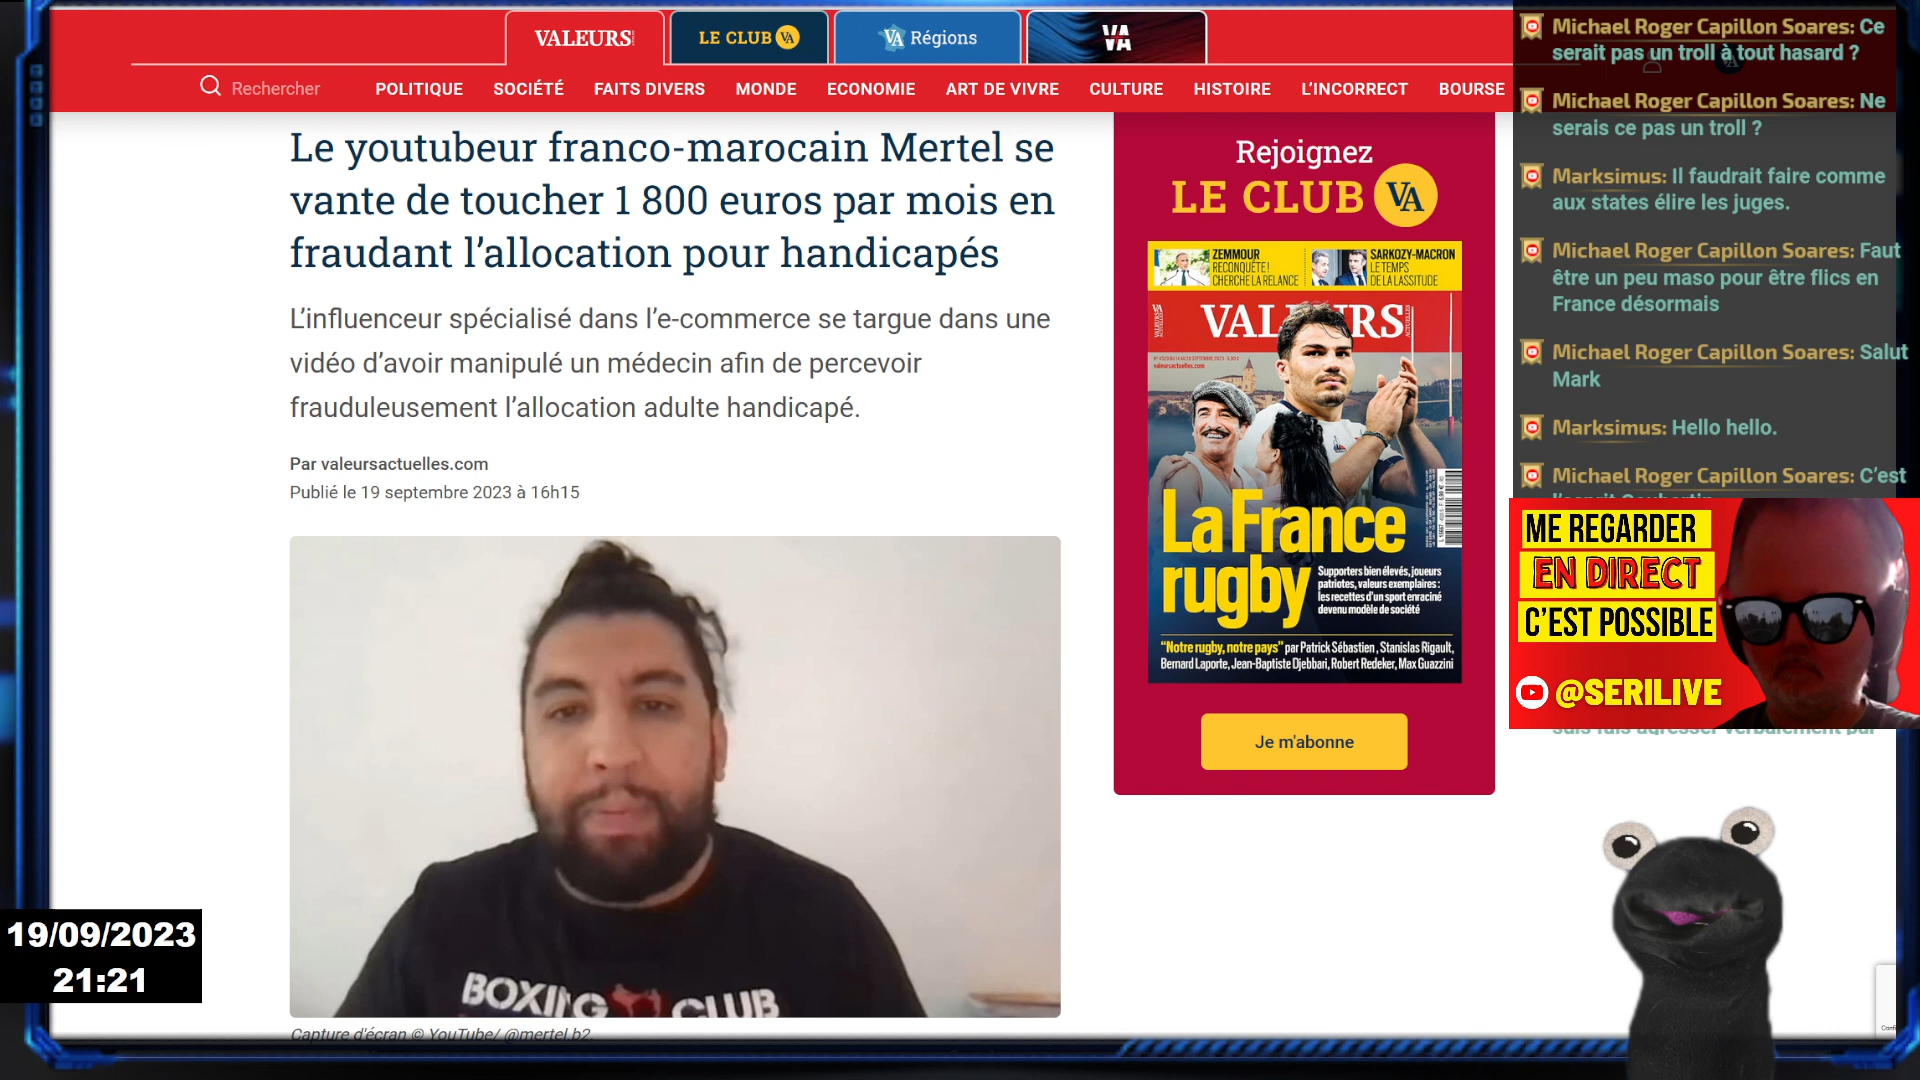 VALEURS
LE CLUB VA
VA Régions
VA
Rechercher
POLITIQUE
SOCIÉTÉ
FAITS DIVERS
MONDE
ECONOMIE
ART DE VIVRE
CULTURE
HISTOIRE
L'INCORRECT
BOURSE
Le youtubeur franco-marocain Mertel se
vante de toucher 1 800 euros par mois en
fraudant l’allocation pour handicapés
L’influenceur spécialisé dans l’e-commerce se targue dans une
vidéo d’avoir manipulé un médecin afin de percevoir
frauduleusement l’allocation adulte handicapé.
Par valeursactuelles.com
Publié le 19 septembre 2023 à 16h15
BOXING CLUB
Capture d'écran © YouTube/ @mertel.b2.
Rejoignez
LE CLUB VA
ZEMMOUR
RECONQUÊTE!
CHERCHE LA RELANCE
SARKOZY-MACRON
LE TEMPS
DE LA LASSITUDE
VALEURS
valeursactuelles.com
La France
rugby
Supporters bien élevés, joueurs
patriotes, valeurs exemplaires :
les recettes d'un sport enraciné
devenu modèle de société
“Notre rugby, notre pays” par Patrick Sébastien, Stanislas Rigault,
Bernard Laporte, Jean-Baptiste Djebbari, Robert Redeker, Max Guazzini
Je m'abonne
Michael Roger Capillon Soares: Ce
serait pas un troll à tout hasard ?
Michael Roger Capillon Soares: Ne
serais ce pas un troll ?
Marksimus: Il faudrait faire comme
aux states élire les juges.
Michael Roger Capillon Soares: Faut
être un peu maso pour être flics en
France désormais
Michael Roger Capillon Soares: Salut
Mark
Marksimus: Hello hello.
Michael Roger Capillon Soares: C’est
ME REGARDER
EN DIRECT
C'EST POSSIBLE
@SERILIVE
19/09/2023
21:21